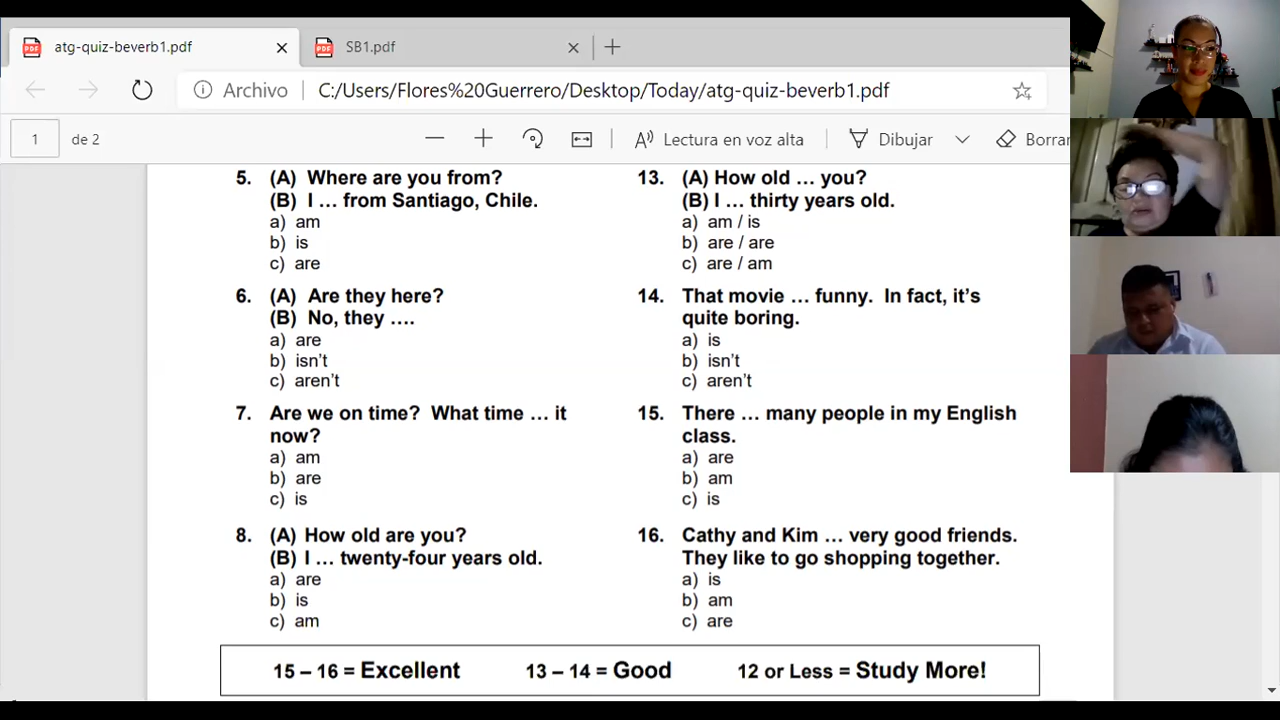 atg-quiz-beverb1.pdf
SB1.pdf
Archivo
C:/Users/Flores%20Guerrero/Desktop/Today/atg-quiz-beverb1.pdf
1
de 2
Lectura en voz alta
Dibujar
Borrar
5. (A) Where are you from?
(B) I … from Santiago, Chile.
a) am
b) is
c) are
6. (A) Are they here?
(B) No, they ….
a) are
b) isn’t
c) aren’t
7. Are we on time? What time … it
now?
a) am
b) are
c) is
8. (A) How old are you?
(B) I … twenty-four years old.
a) are
b) is
c) am
13. (A) How old … you?
(B) I … thirty years old.
a) am / is
b) are / are
c) are / am
14. That movie … funny. In fact, it’s
quite boring.
a) is
b) isn’t
c) aren’t
15. There … many people in my English
class.
a) are
b) am
c) is
16. Cathy and Kim … very good friends.
They like to go shopping together.
a) is
b) am
c) are
15 – 16 = Excellent
13 – 14 = Good
12 or Less = Study More!